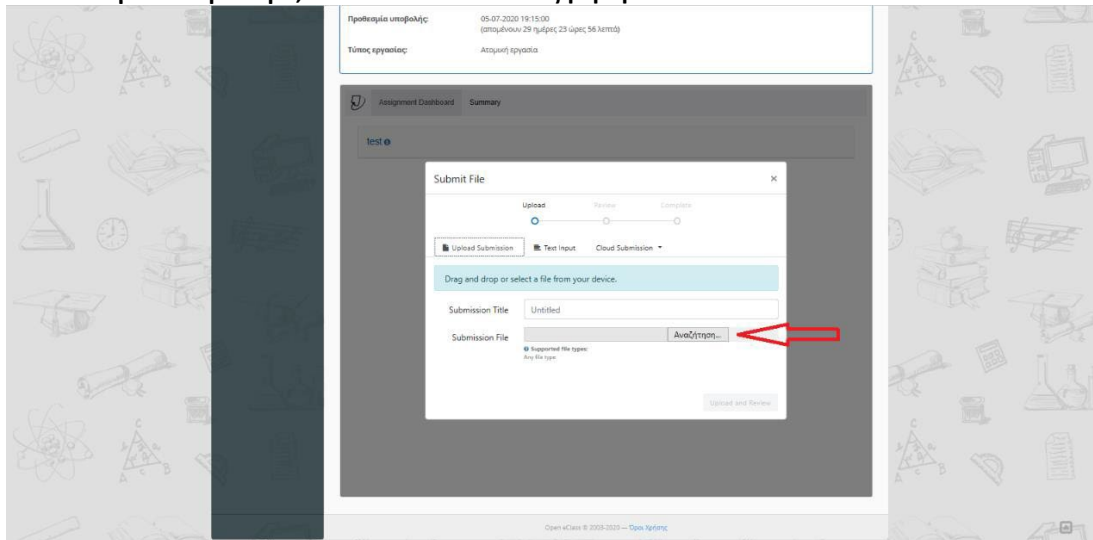 Προθεσμία υποβολής: 05-07-2020 19:15:00
(απομένουν 29 ημέρες 23 ώρες 56 λεπτά)
Τύπος εργασίας: Ατομική εργασία
Assignment Dashboard Summary
test
Submit File ×
Upload Review Complete
Upload Submission Text Input Cloud Submission
Drag and drop or select a file from your device.
Submission Title Untitled
Submission File Αναζήτηση...
Supported file types:
Any file type
Upload and Review
Open eClass © 2003-2020 — Όροι Χρήσης